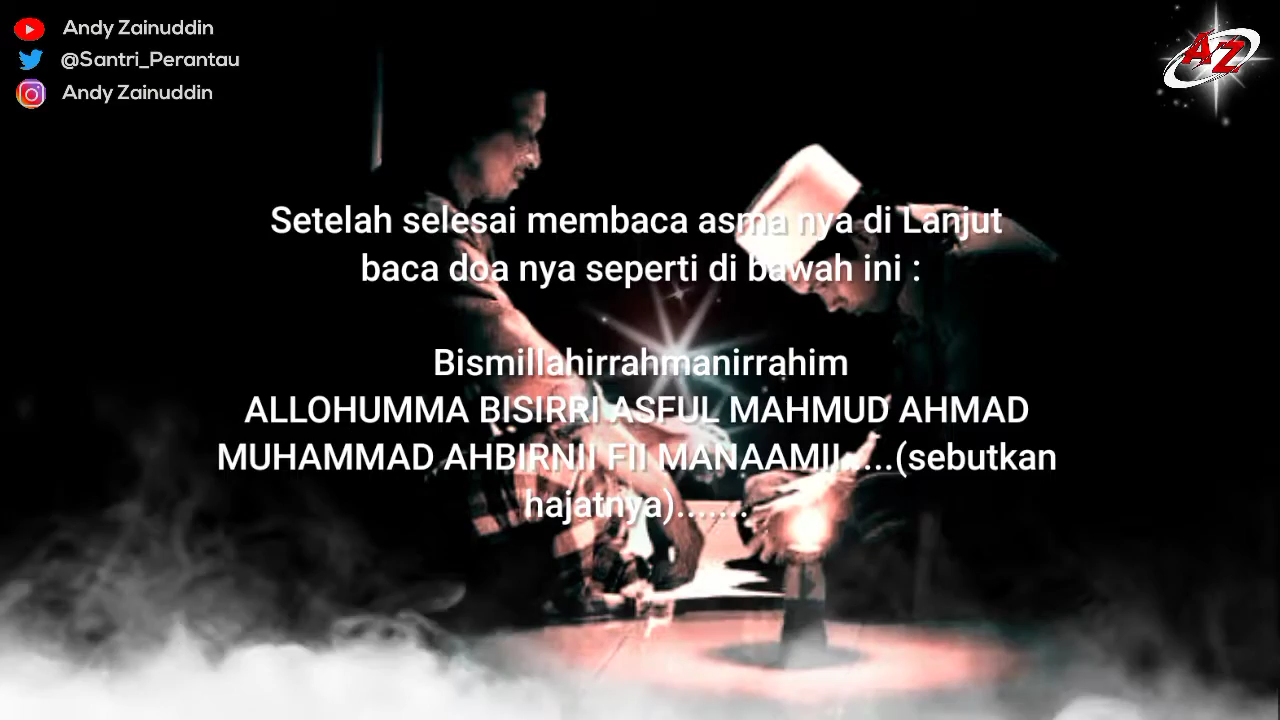 Andy Zainuddin
@Santri_Perantau
Andy Zainuddin
AZ
Setelah selesai membaca asma nya di Lanjut
baca doa nya seperti di bawah ini :
Bismillahirrahmanirrahim
ALLOHUMMA BISIRRI ASFUL MAHMUD AHMAD
MUHAMMAD AHBIRNII FII MANAAMII.....(sebutkan
hajatnya).......